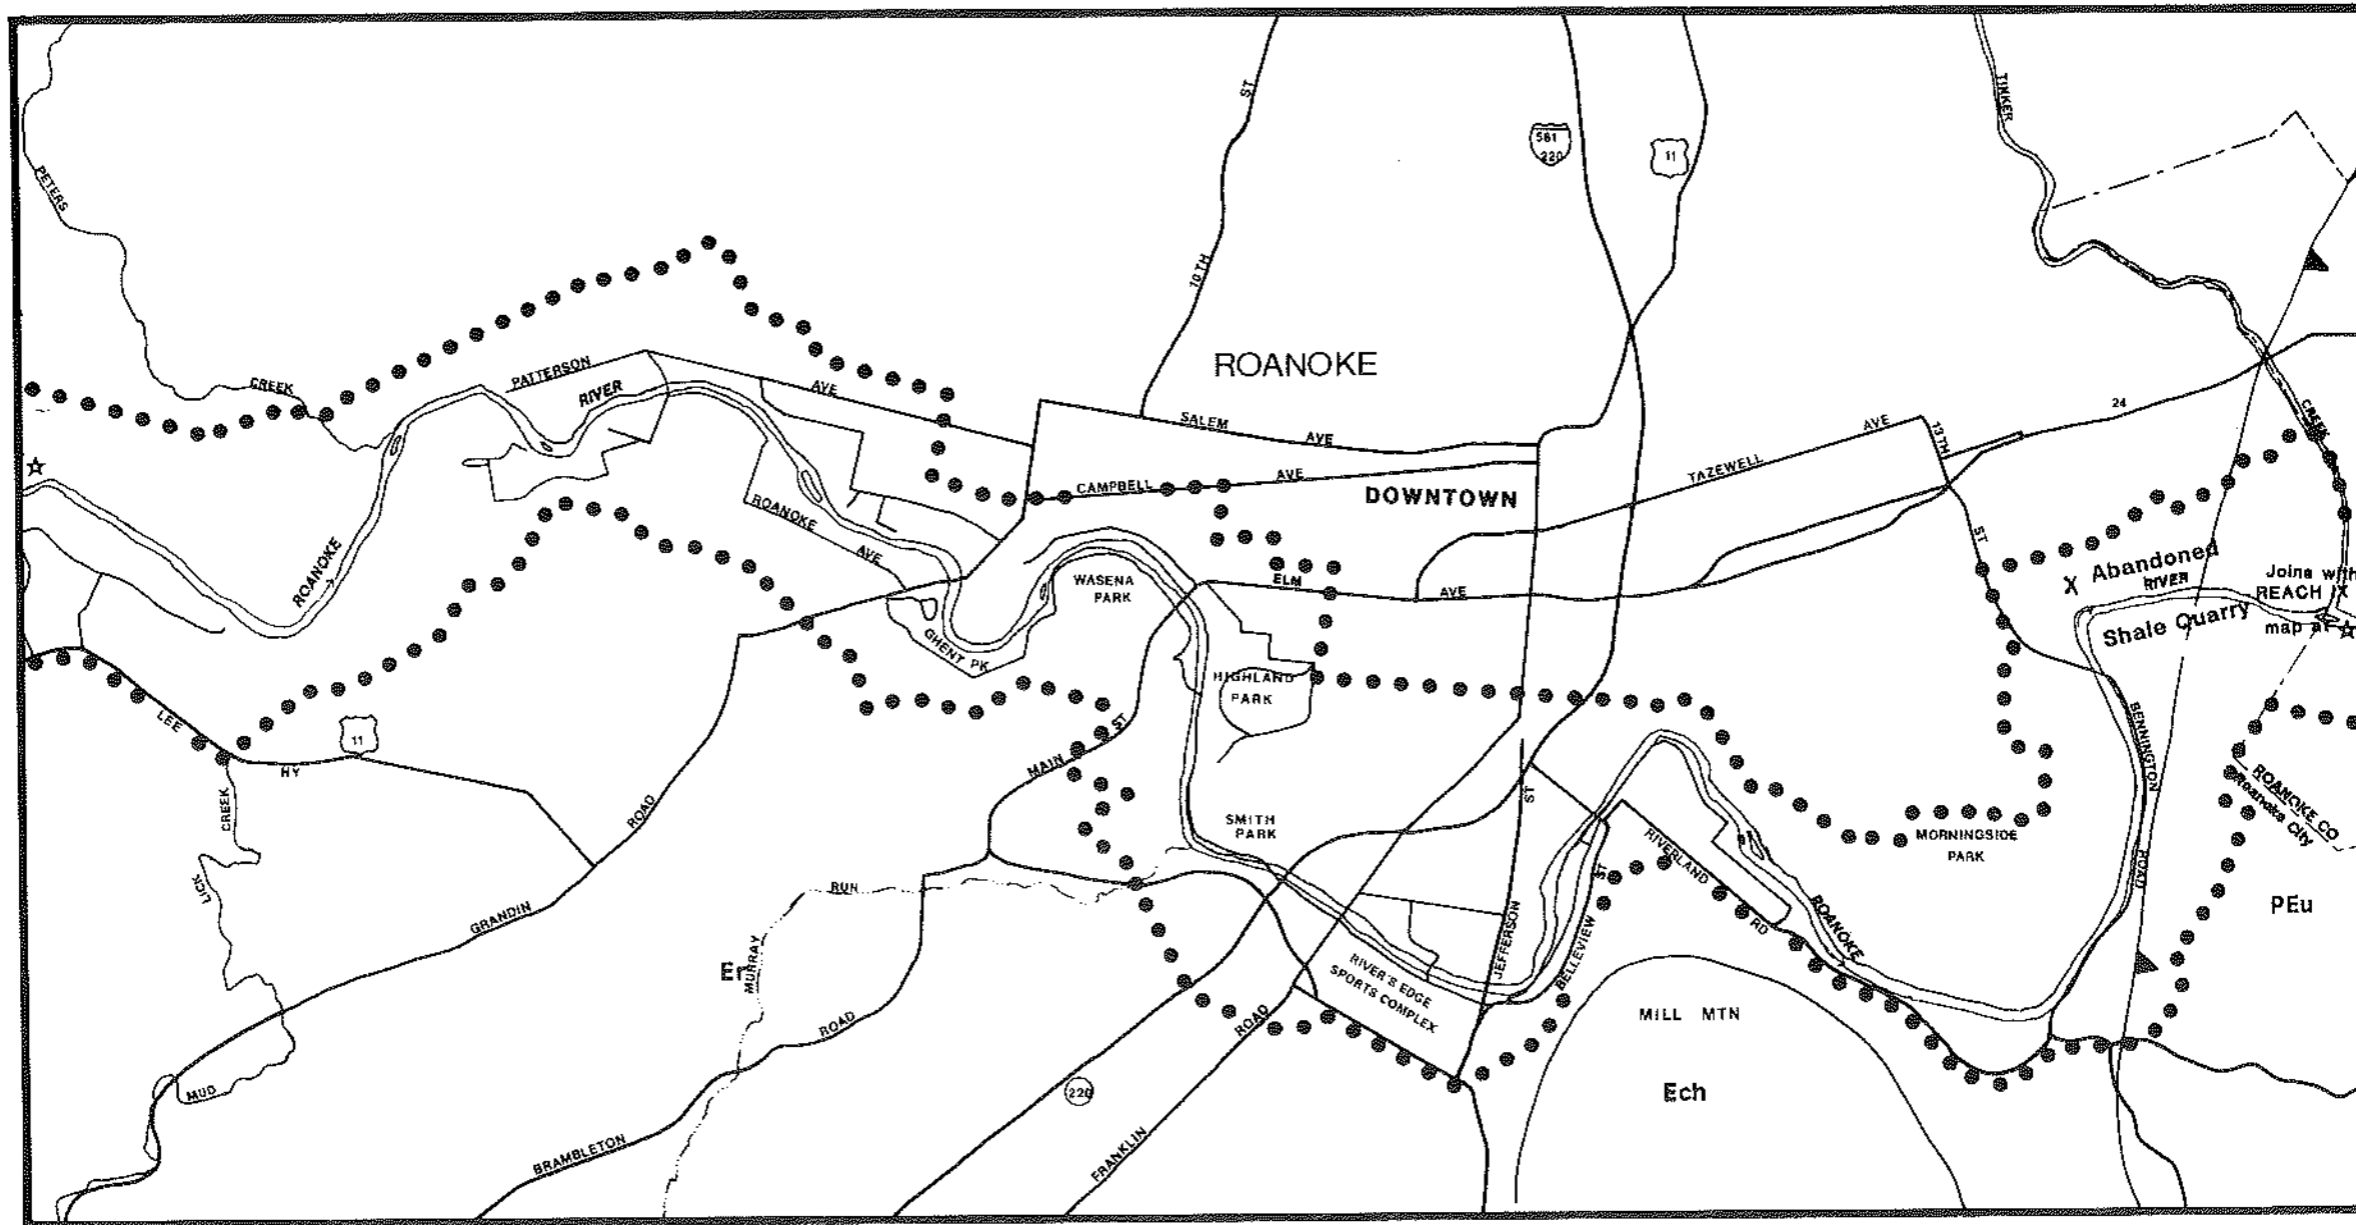 ST
TINKER
581
220
11
PETERS
10TH
ROANOKE
CREEK
PATTERSON
RIVER
AVE
SALEM
AVE
24
CREEK
AVE
13TH
TAZEWELL
CAMPBELL
AVE
DOWNTOWN
ROANOKE
AVE
ROANOKE
ST
Abandoned
X
RIVER
Joins with
REACH IX
map at
Shale Quarry
WASENA
PARK
ELM
AVE
GHENT PK
HIGHLAND
PARK
LEE
11
HY
MAIN
ST
BENNINGTON
ROAD
ROANOKE CO
Roanoke City
CREEK
LICK
ROAD
GRANDIN
SMITH
PARK
ST
RIVERLAND
RD
MORNINGSIDE
PARK
RUN
MURRAY
Er
ST
BELLEVIEW
JEFFERSON
ROANOKE
PEu
RIVER'S EDGE
SPORTS COMPLEX
ROAD
ROAD
MILL MTN
MUD
220
Ech
BRAMBLETON
FRANKLIN